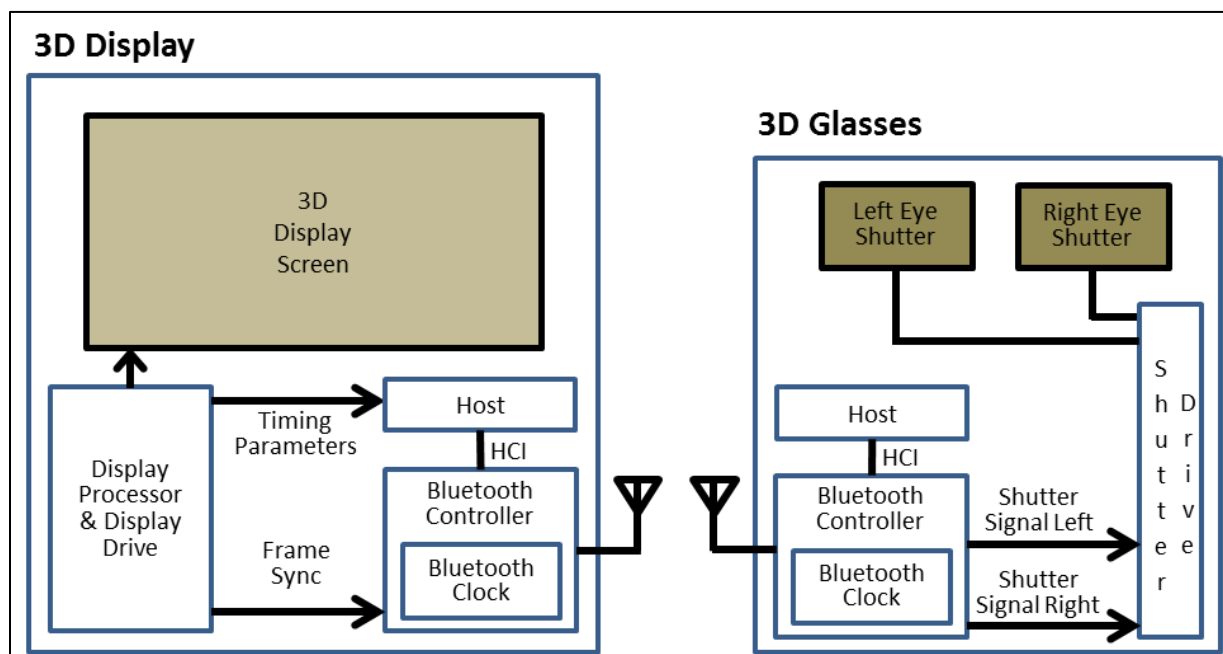 3D Display
3D
Display
Screen
Timing
Parameters
Host
HCI
Display
Processor
& Display
Drive
Frame
Sync
Bluetooth
Controller
Bluetooth
Clock
3D Glasses
Left Eye
Shutter
Right Eye
Shutter
Host
HCI
Bluetooth
Controller
Bluetooth
Clock
Shutter
Signal Left
Shutter
Signal Right
Shutter
Drive